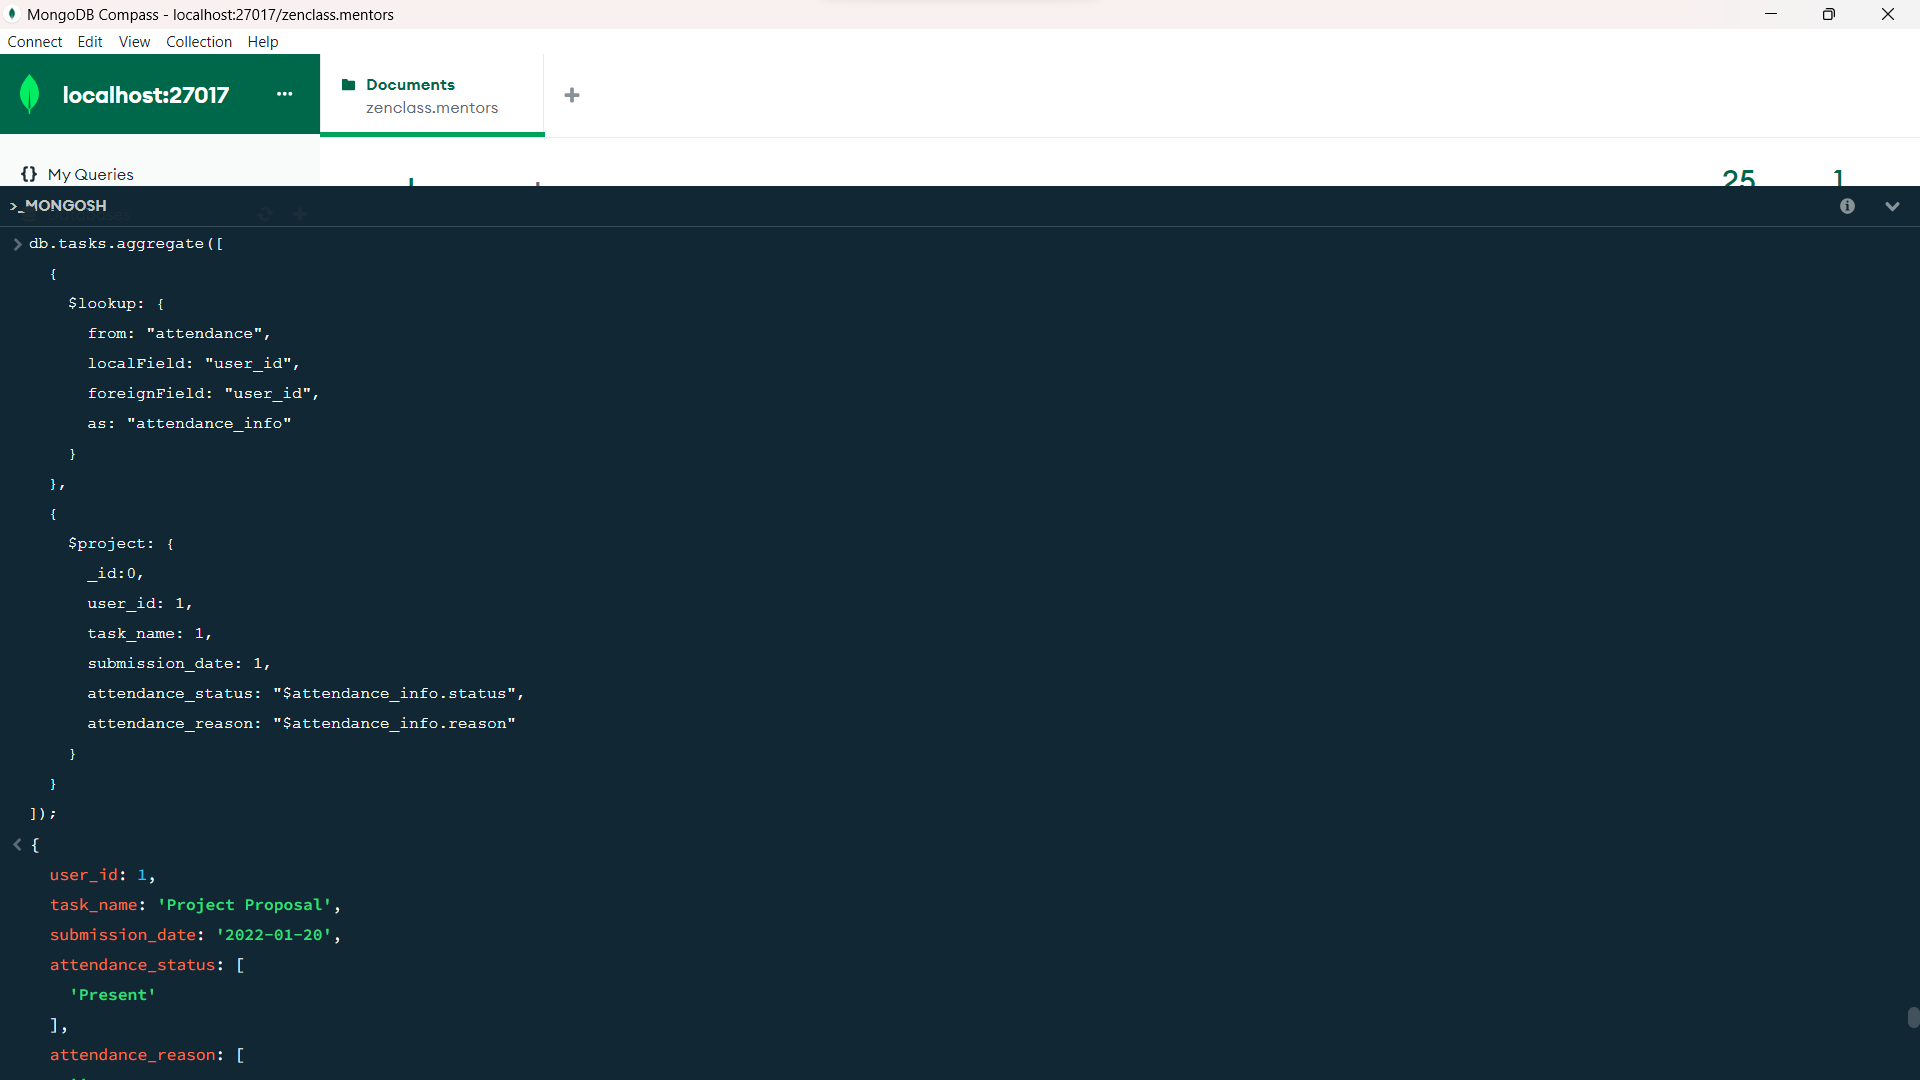 MongoDB Compass - localhost:27017/zenclass.mentors
Connect Edit View Collection Help
localhost:27017 ...
Documents
zenclass.mentors
+
{} My Queries
25 1
>_MONGOSH
> db.tasks.aggregate([
{
$lookup: {
from: "attendance",
localField: "user_id",
foreignField: "user_id",
as: "attendance_info"
}
},
{
$project: {
_id:0,
user_id: 1,
task_name: 1,
submission_date: 1,
attendance_status: "$attendance_info.status",
attendance_reason: "$attendance_info.reason"
}
}
]);
< {
user_id: 1,
task_name: 'Project Proposal',
submission_date: '2022-01-20',
attendance_status: [
'Present'
],
attendance_reason: [